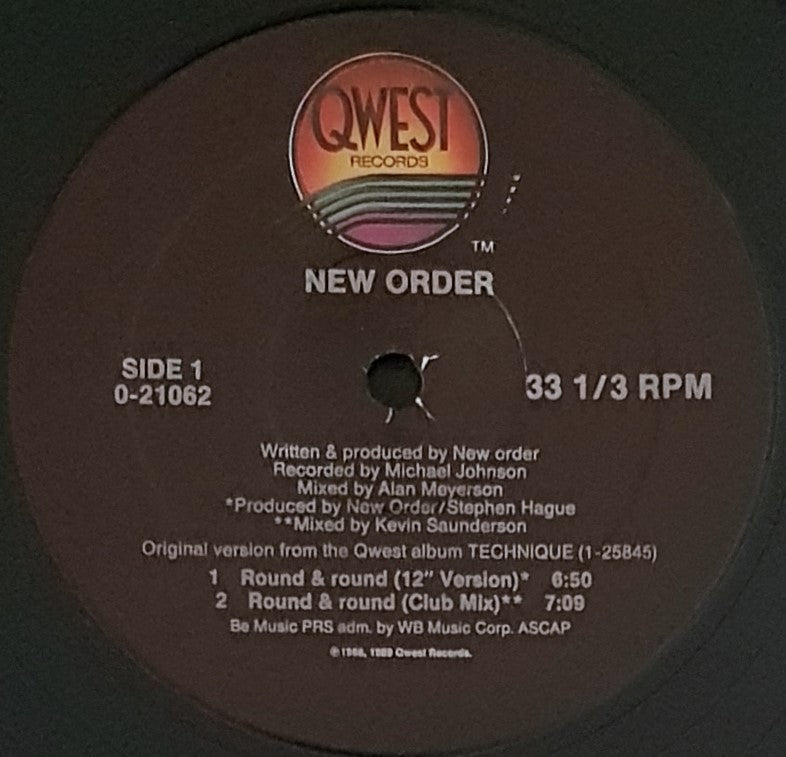 QWEST
RECORDS
TM
NEW ORDER
SIDE 1
0-21062
33 1/3 RPM
Written & produced by New order
Recorded by Michael Johnson
Mixed by Alan Meyerson
*Produced by New Order/Stephen Hague
**Mixed by Kevin Saunderson
Original version from the Qwest album TECHNIQUE (1-25845)
1 Round & round (12" Version)* 6:50
2 Round & round (Club Mix)** 7:09
Be Music PRS adm. by WB Music Corp. ASCAP
℗ 1988, 1989 Qwest Records.